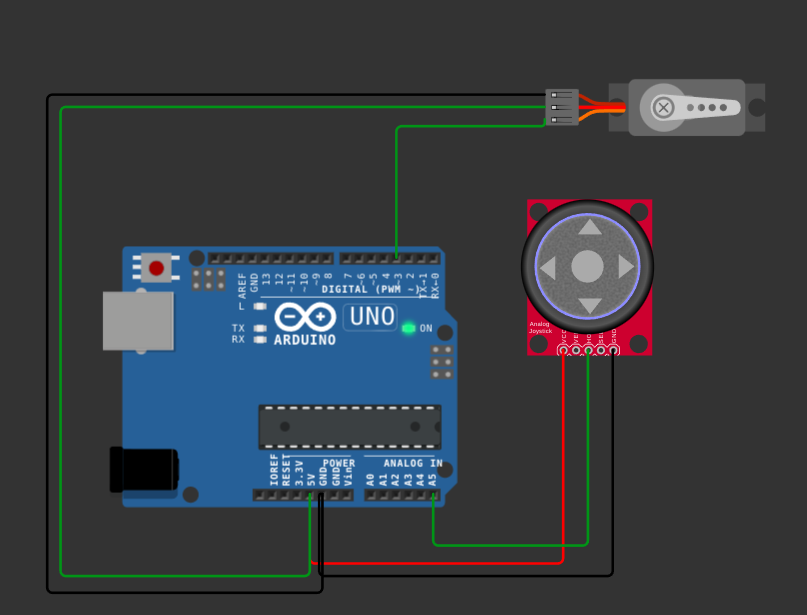 Analog
Joystick
VCC
VERT
HORZ
SEL
GND
AREF
GND
13
12
~11
~10
~9
8
7
~6
~5
4
~3
2
TX→1
RX←0
DIGITAL (PWM ~)
L
TX
RX
UNO
ON
ARDUINO
IOREF
RESET
3.3V
5V
GND
GND
Vin
POWER
ANALOG IN
A0
A1
A2
A3
A4
A5